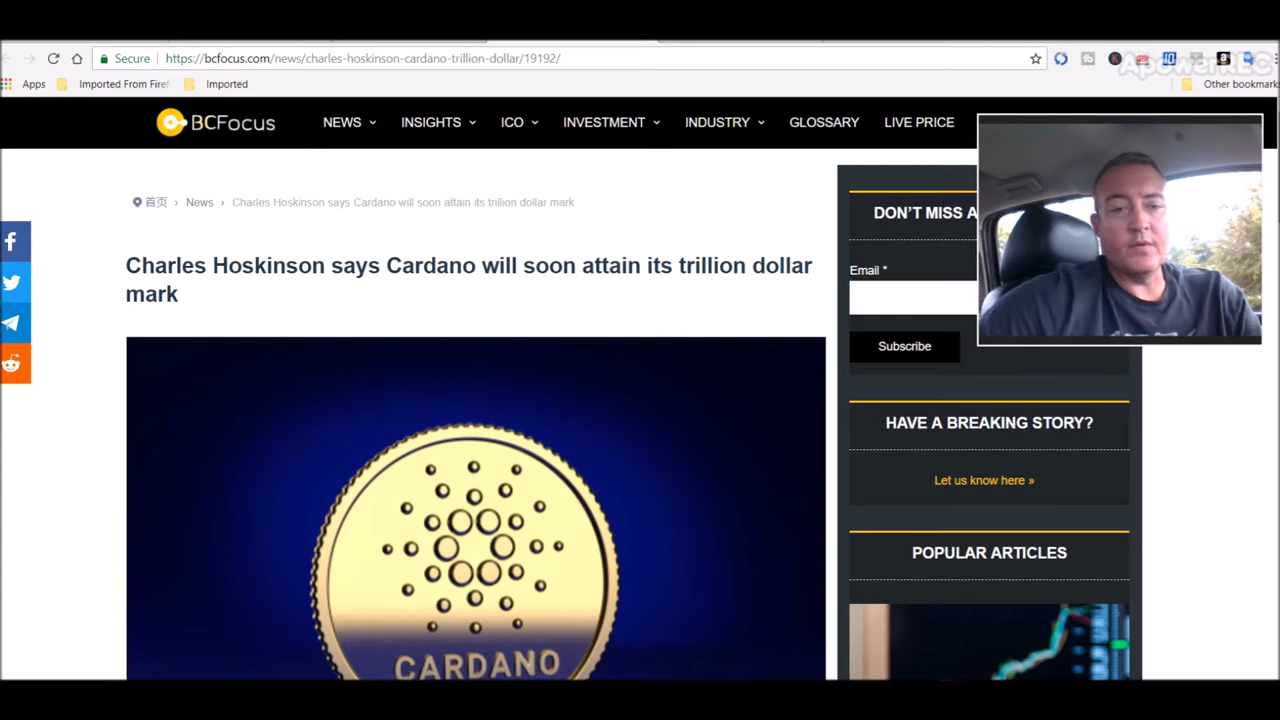 Secure
https://bcfocus.com/news/charles-hoskinson-cardano-trillion-dollar/19192/
ApowerREC
Apps
Imported From Firef
Imported
Other bookmark
BCFocus
NEWS
INSIGHTS
ICO
INVESTMENT
INDUSTRY
GLOSSARY
LIVE PRICE
首页 › News › Charles Hoskinson says Cardano will soon attain its trillion dollar mark
Charles Hoskinson says Cardano will soon attain its trillion dollar
mark
CARDANO
DON'T MISS A
Email *
Subscribe
HAVE A BREAKING STORY?
Let us know here »
POPULAR ARTICLES